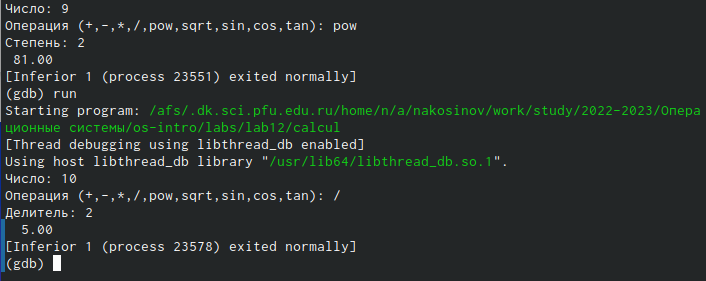 Число: 9
Операция (+,-,*,/,pow,sqrt,sin,cos,tan): pow
Степень: 2
81.00
[Inferior 1 (process 23551) exited normally]
(gdb) run
Starting program: /afs/.dk.sci.pfu.edu.ru/home/n/a/nakosinov/work/study/2022-2023/Опера
ционные системы/os-intro/labs/lab12/calcul
[Thread debugging using libthread_db enabled]
Using host libthread_db library "/usr/lib64/libthread_db.so.1".
Число: 10
Операция (+,-,*,/,pow,sqrt,sin,cos,tan): /
Делитель: 2
5.00
[Inferior 1 (process 23578) exited normally]
(gdb)